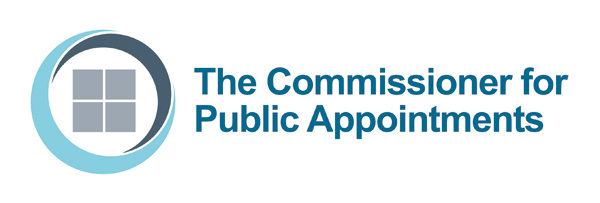 The Commissioner for
Public Appointments